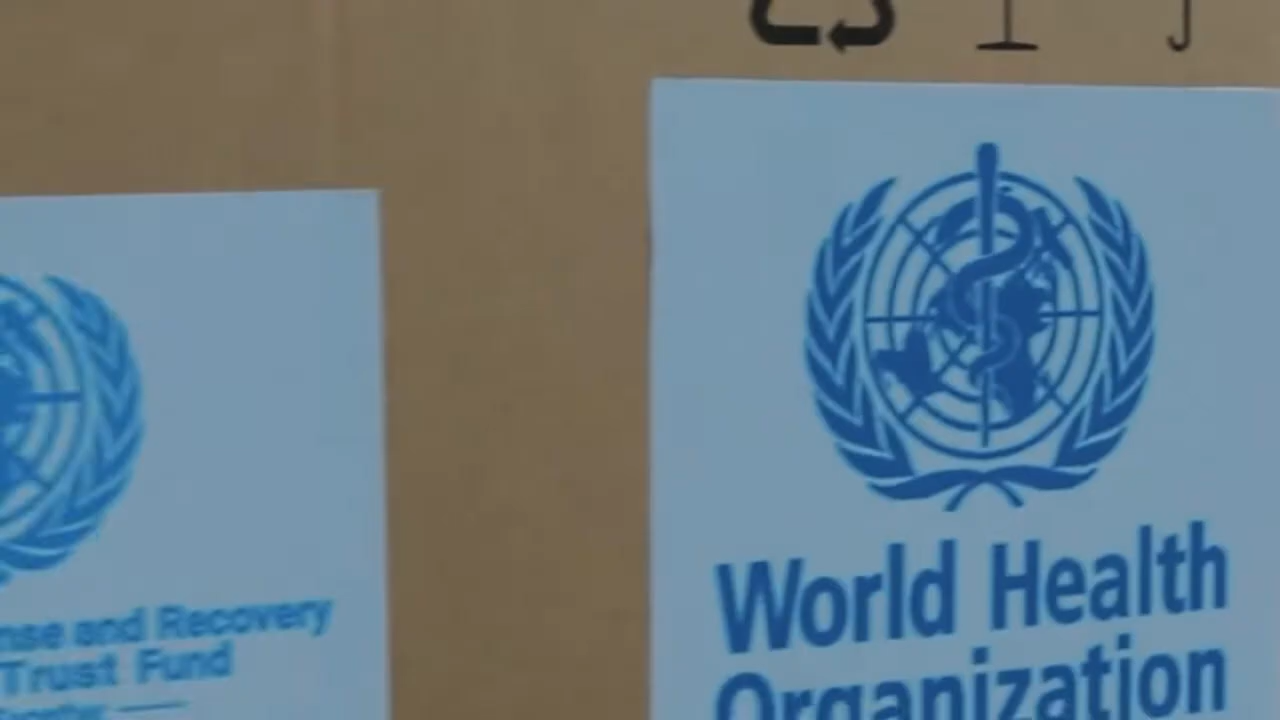 nse and Recovery
Trust Fund
World Health
Organization